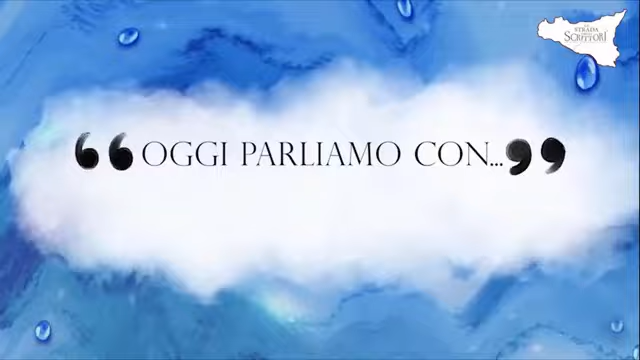 STRADA
SCRITTORI
❝ OGGI PARLIAMO CON... ❞